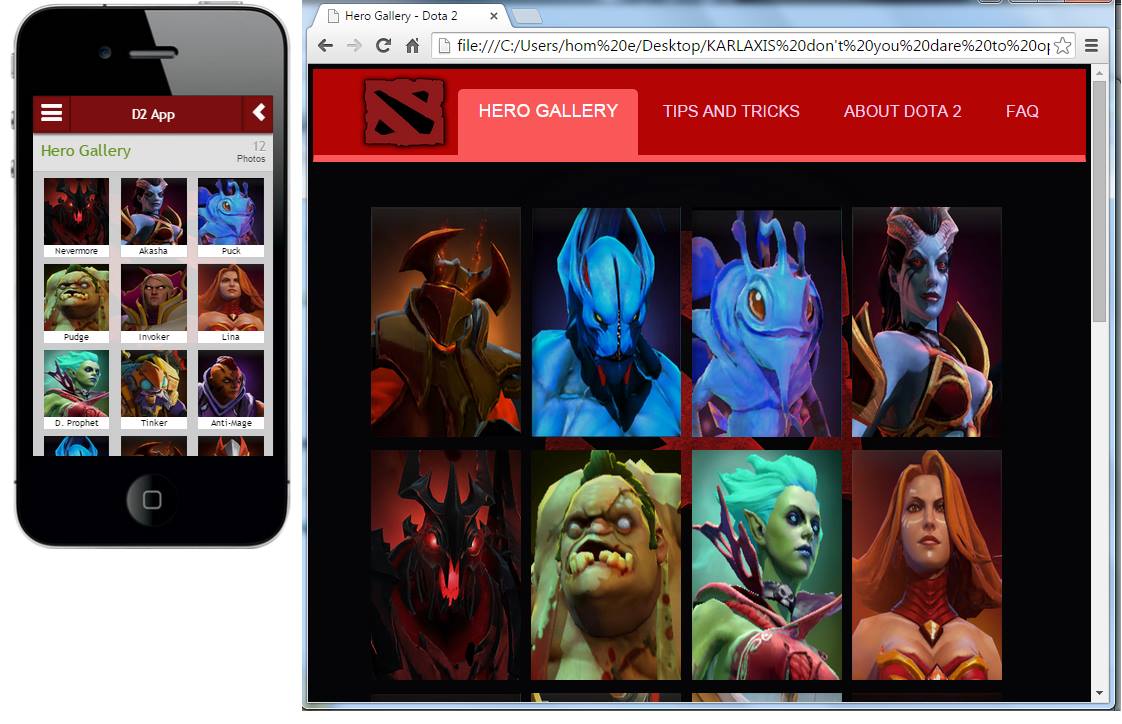 D2 App
Hero Gallery
12
Photos
Nevermore
Akasha
Puck
Pudge
Invoker
Lina
D. Prophet
Tinker
Anti-Mage
Hero Gallery - Dota 2
file:///C:/Users/hom%20e/Desktop/KARLAXIS%20don't%20you%20dare%20to%20op
HERO GALLERY
TIPS AND TRICKS
ABOUT DOTA 2
FAQ